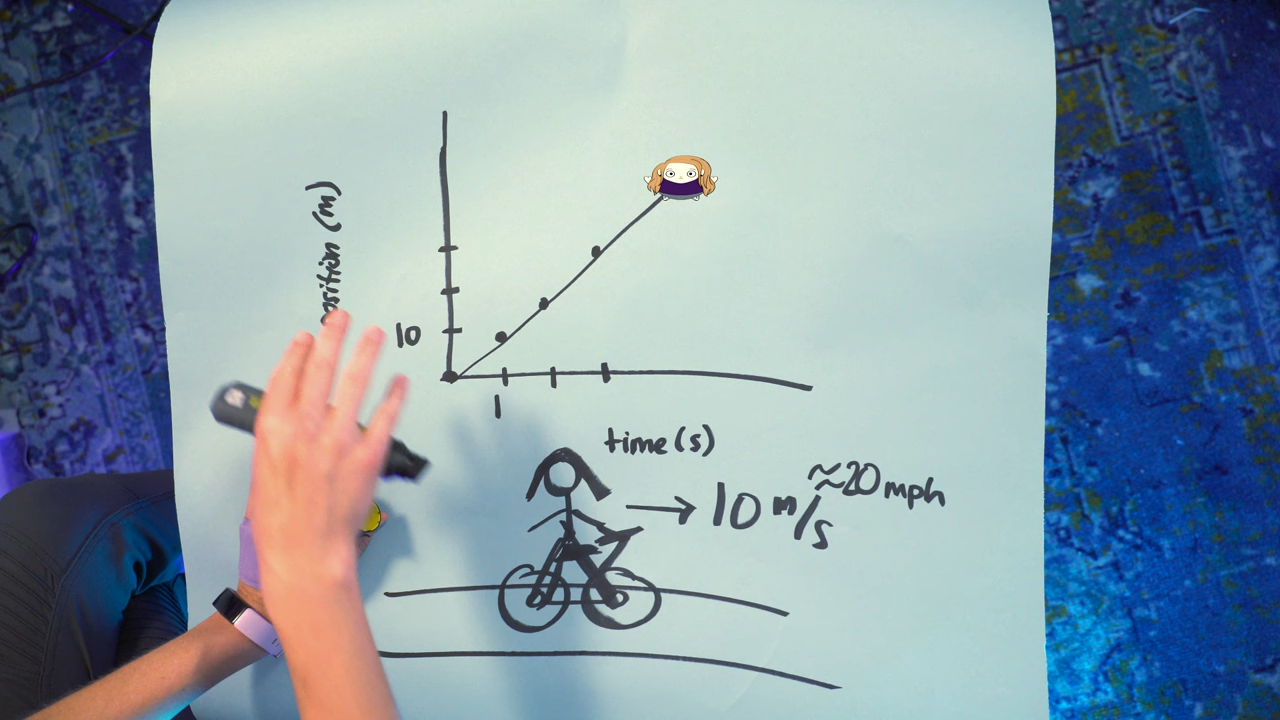 position (m)
10
1
time (s)
→ 10 m/s
≈20 mph